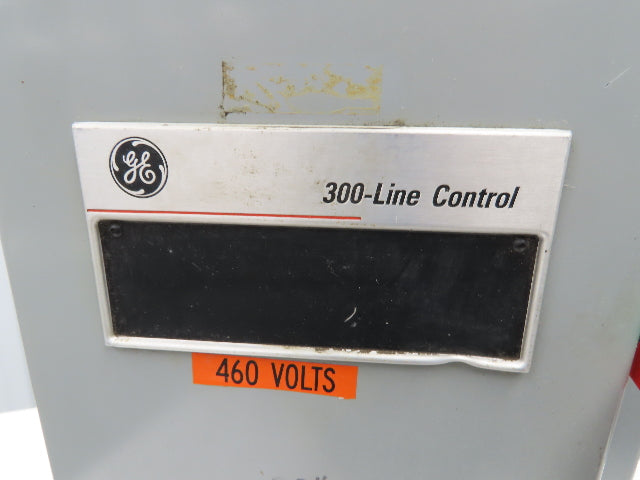 GE
300-Line Control
460 VOLTS